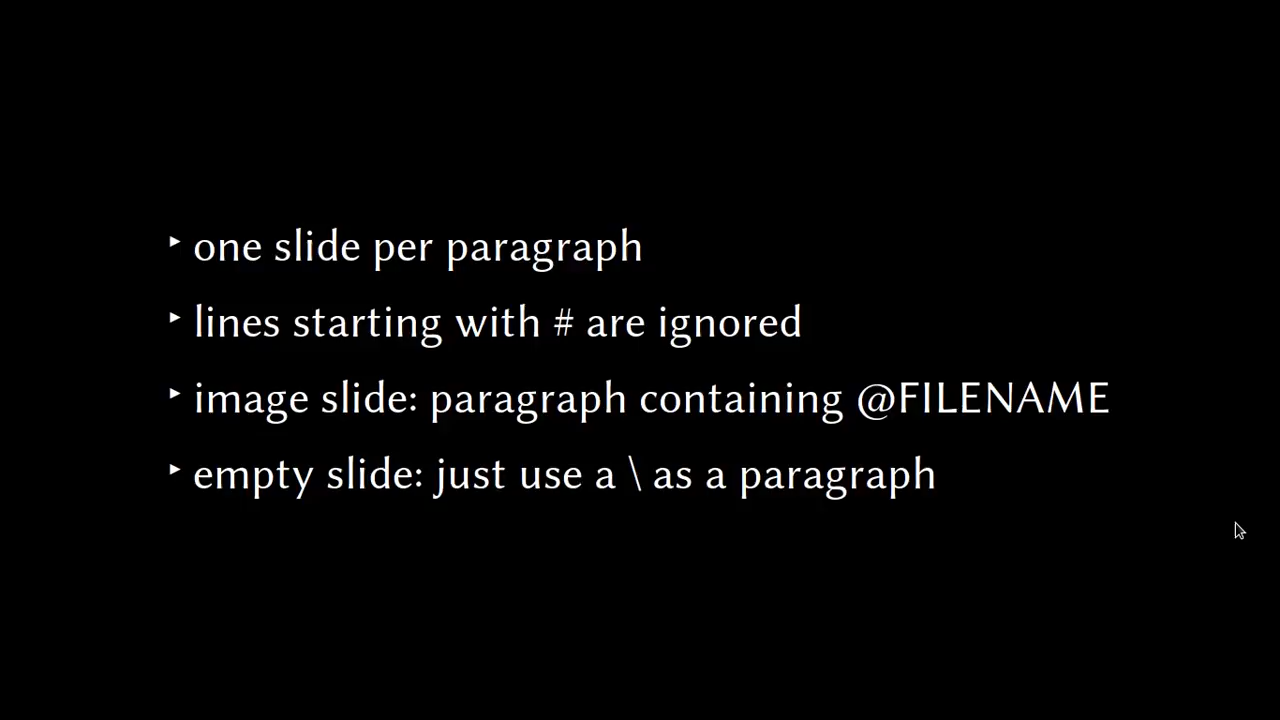 ‣ one slide per paragraph
‣ lines starting with # are ignored
‣ image slide: paragraph containing @FILENAME
‣ empty slide: just use a \ as a paragraph